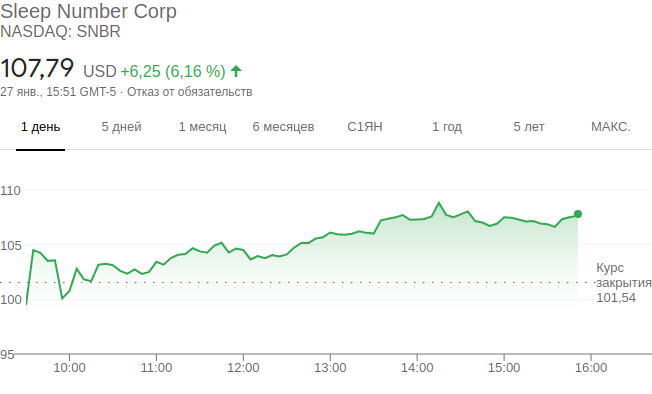 Sleep Number Corp
NASDAQ: SNBR
107,79 USD +6,25 (6,16 %)
27 янв., 15:51 GMT-5 · Отказ от обязательств
1 день 5 дней 1 месяц 6 месяцев С1ЯН 1 год 5 лет МАКС.
110
105
Курс
закрытия
101,54
100
95
10:00 11:00 12:00 13:00 14:00 15:00 16:00